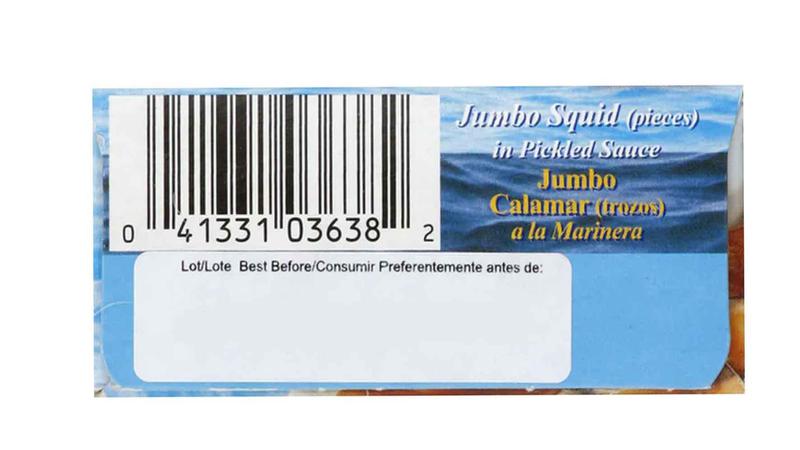 0 41331 03638 2
Jumbo Squid (pieces)
in Pickled Sauce
Jumbo
Calamar (trozos)
a la Marinera
Lot/Lote Best Before/Consumir Preferentemente antes de: